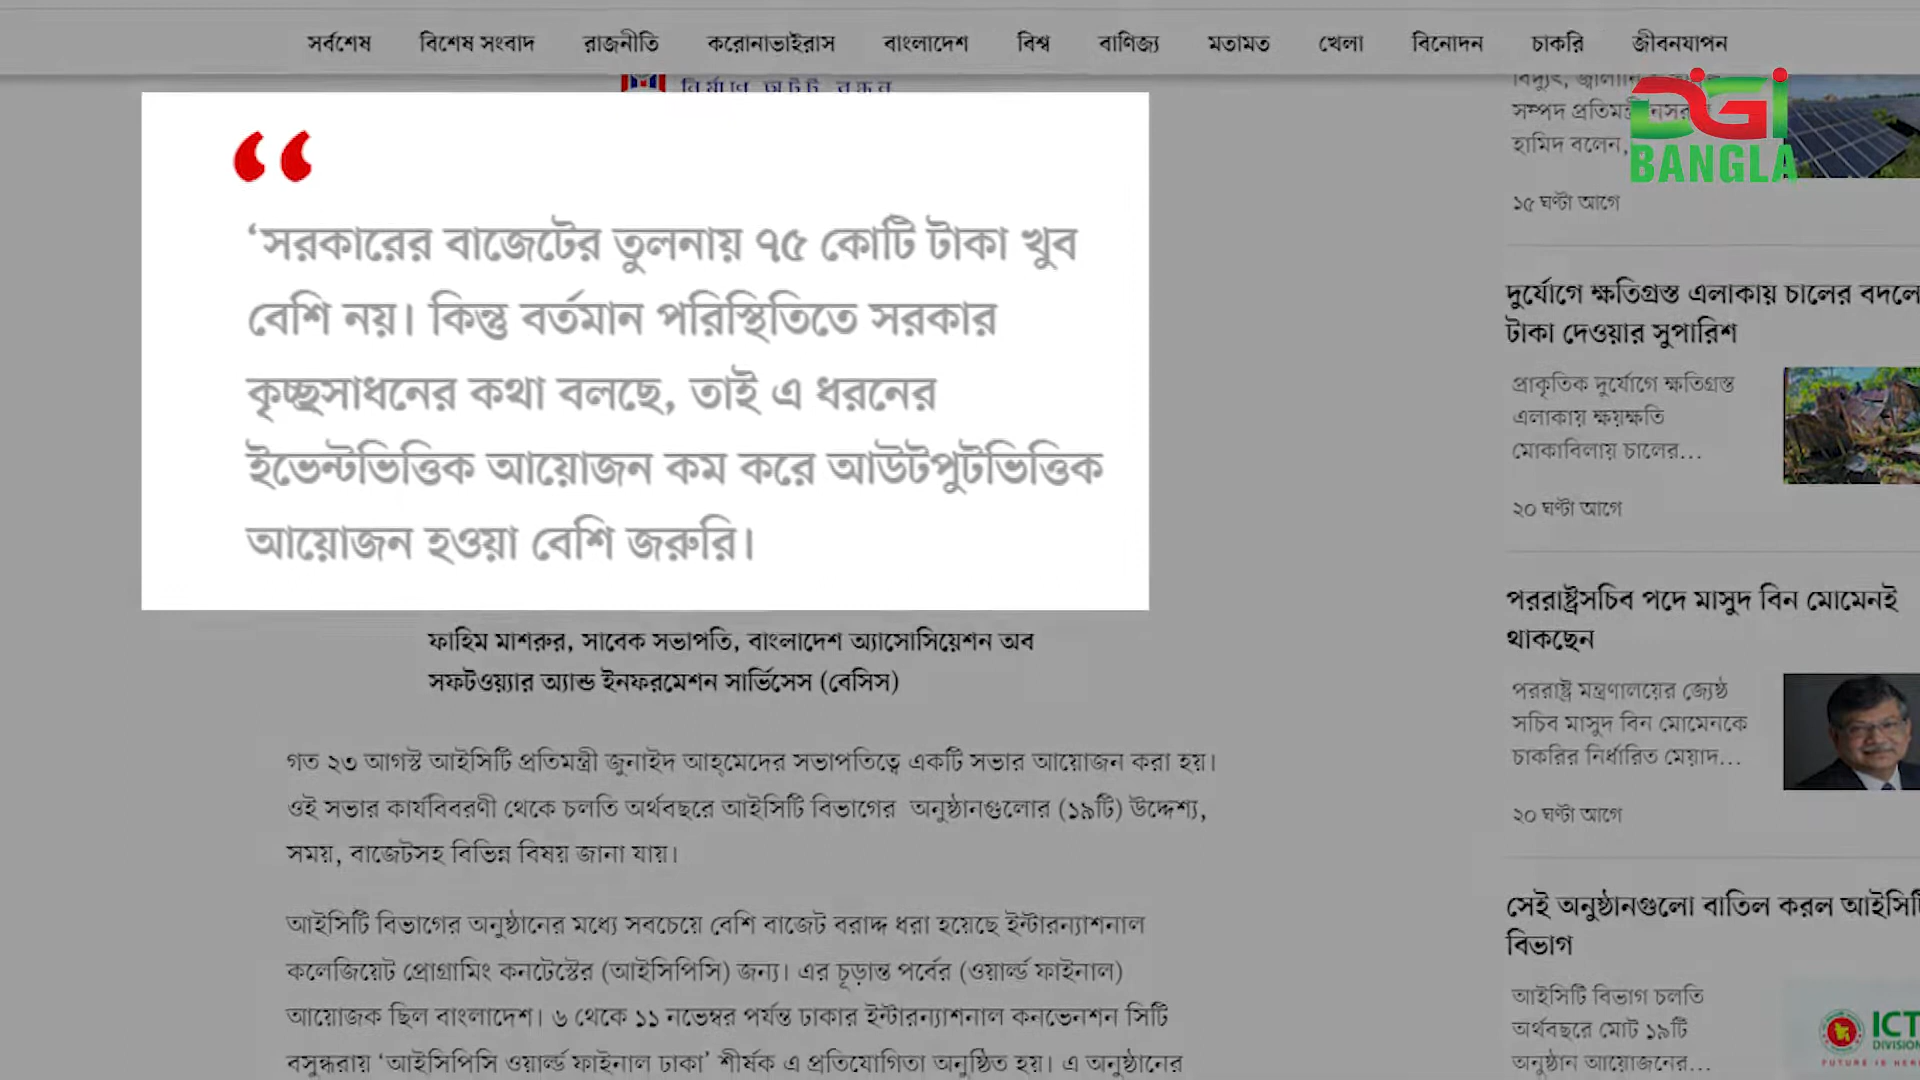 সর্বশেষ বিশেষ সংবাদ রাজনীতি করোনাভাইরাস বাংলাদেশ বিশ্ব বাণিজ্য মতামত খেলা বিনোদন চাকরি জীবনযাপন
নির্মাণে অটুট বন্ধন
“
‘সরকারের বাজেটের তুলনায় ৭৫ কোটি টাকা খুব
বেশি নয়। কিন্তু বর্তমান পরিস্থিতিতে সরকার
কৃচ্ছ্রসাধনের কথা বলছে, তাই এ ধরনের
ইভেন্টভিত্তিক আয়োজন কম করে আউটপুটভিত্তিক
আয়োজন হওয়া বেশি জরুরি।
ফাহিম মাশরুর, সাবেক সভাপতি, বাংলাদেশ অ্যাসোসিয়েশন অব
সফটওয়্যার অ্যান্ড ইনফরমেশন সার্ভিসেস (বেসিস)
গত ২৩ আগস্ট আইসিটি প্রতিমন্ত্রী জুনাইদ আহ্‌মেদের সভাপতিত্বে একটি সভার আয়োজন করা হয়।
ওই সভার কার্যবিবরণী থেকে চলতি অর্থবছরে আইসিটি বিভাগের অনুষ্ঠানগুলোর (১৯টি) উদ্দেশ্য,
সময়, বাজেটসহ বিভিন্ন বিষয় জানা যায়।
আইসিটি বিভাগের অনুষ্ঠানের মধ্যে সবচেয়ে বেশি বাজেট বরাদ্দ ধরা হয়েছে ইন্টারন্যাশনাল
কলেজিয়েট প্রোগ্রামিং কনটেস্টের (আইসিপিসি) জন্য। এর চূড়ান্ত পর্বের (ওয়ার্ল্ড ফাইনাল)
আয়োজক ছিল বাংলাদেশ। ৬ থেকে ১১ নভেম্বর পর্যন্ত ঢাকার ইন্টারন্যাশনাল কনভেনশন সিটি
বসুন্ধরায় ‘আইসিপিসি ওয়ার্ল্ড ফাইনাল ঢাকা’ শীর্ষক এ প্রতিযোগিতা অনুষ্ঠিত হয়। এ অনুষ্ঠানের
বিদ্যুৎ,
সম্পদ
হামিদ বলেন,
১৫ ঘণ্টা আগে
DIGI
BANGLA
দুর্যোগে ক্ষতিগ্রস্ত এলাকায় চালের বদলে
টাকা দেওয়ার সুপারিশ
প্রাকৃতিক দুর্যোগে ক্ষতিগ্রস্ত
এলাকায় ক্ষয়ক্ষতি
মোকাবিলায় চালের...
২০ ঘণ্টা আগে
পররাষ্ট্রসচিব পদে মাসুদ বিন মোমেনই
থাকছেন
পররাষ্ট্র মন্ত্রণালয়ের জ্যেষ্ঠ
সচিব মাসুদ বিন মোমেনকে
চাকরির নির্ধারিত মেয়াদ...
২০ ঘণ্টা আগে
সেই অনুষ্ঠানগুলো বাতিল করল আইসিটি
বিভাগ
আইসিটি বিভাগ চলতি
অর্থবছরে মোট ১৯টি
অনুষ্ঠান আয়োজনের...
ICT
DIVISION